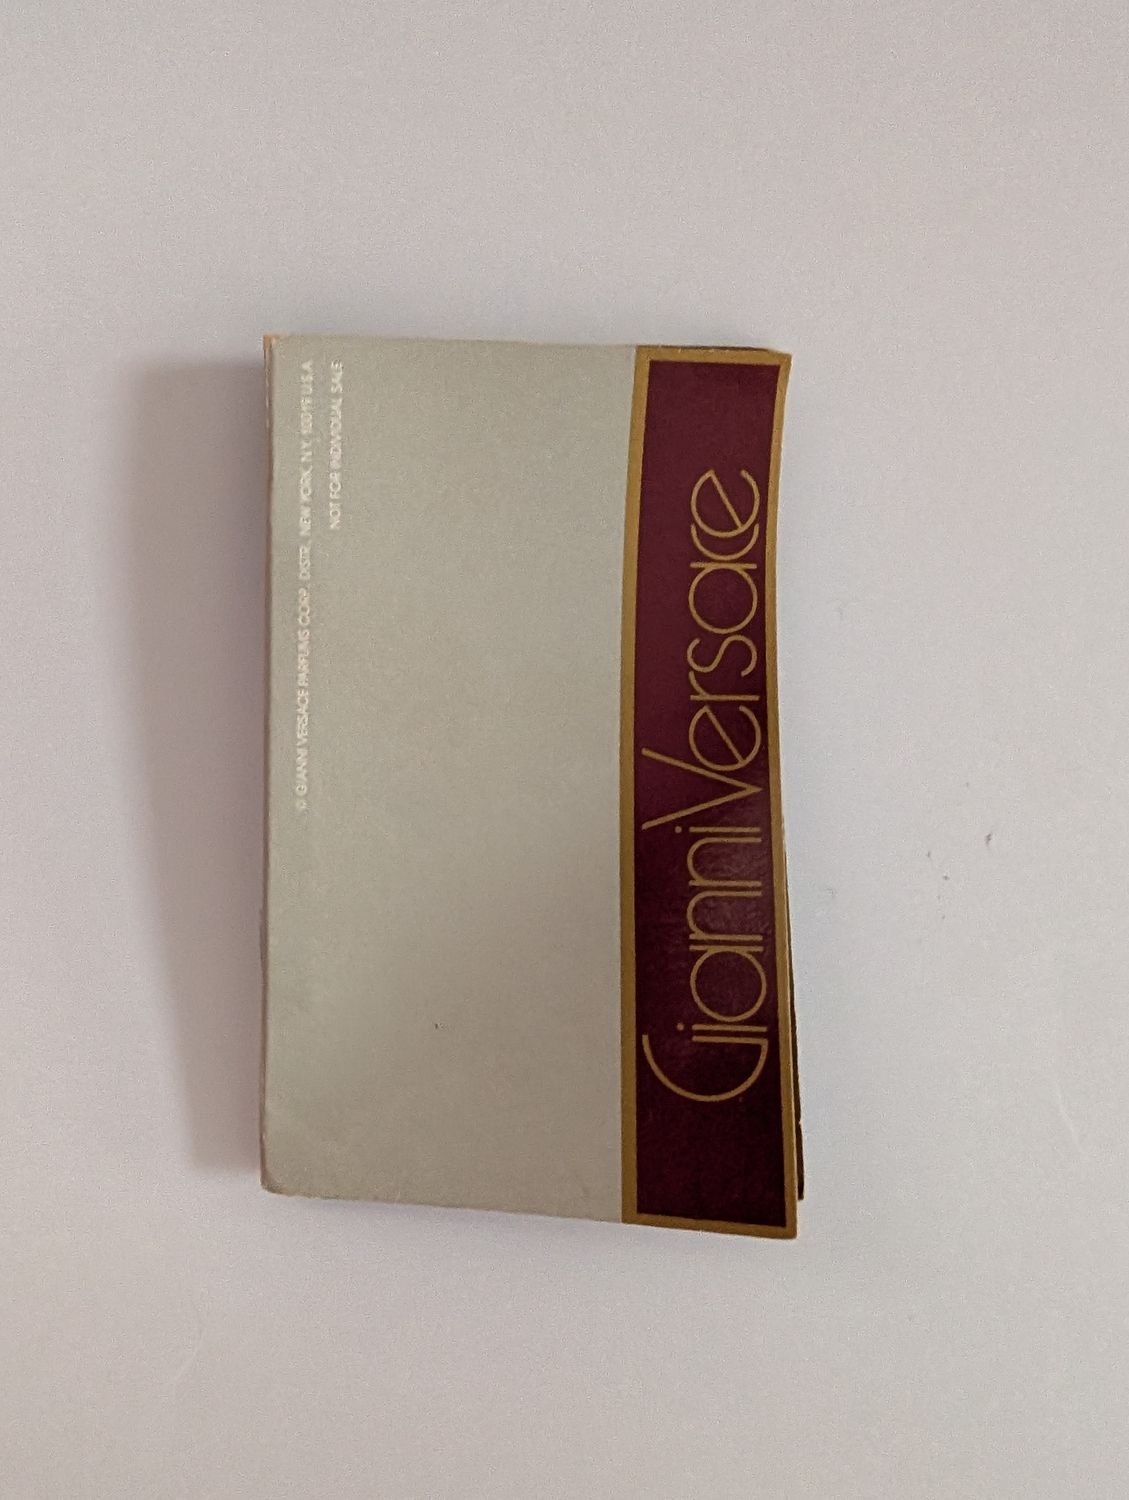 © GIANNI VERSACE PARFUMS CORP. DISTR. NEW YORK, N.Y. 10019 U.S.A
NOT FOR INDIVIDUAL SALE
Gianni Versace